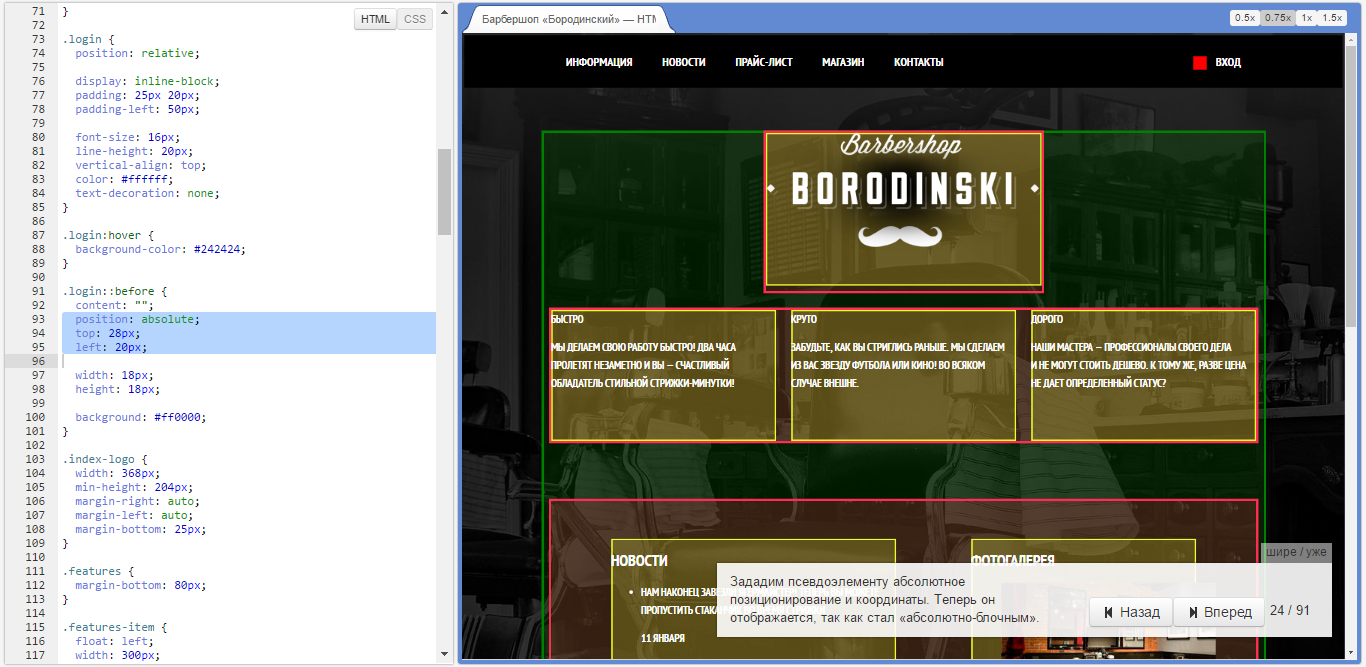 HTML
CSS
71 }
72
73 .login {
74 position: relative;
75
76 display: inline-block;
77 padding: 25px 20px;
78 padding-left: 50px;
79
80 font-size: 16px;
81 line-height: 20px;
82 vertical-align: top;
83 color: #ffffff;
84 text-decoration: none;
85 }
86
87 .login:hover {
88 background-color: #242424;
89 }
90
91 .login::before {
92 content: "";
93 position: absolute;
94 top: 28px;
95 left: 20px;
96
97 width: 18px;
98 height: 18px;
99
100 background: #ff0000;
101 }
102
103 .index-logo {
104 width: 368px;
105 min-height: 204px;
106 margin-right: auto;
107 margin-left: auto;
108 margin-bottom: 25px;
109 }
110
111 .features {
112 margin-bottom: 80px;
113 }
114
115 .features-item {
116 float: left;
117 width: 300px;
Барбершоп «Бородинский» — HTM
0.5x 0.75x 1x 1.5x
ИНФОРМАЦИЯ НОВОСТИ ПРАЙС-ЛИСТ МАГАЗИН КОНТАКТЫ ВХОД
Barbershop
BORODINSKI
БЫСТРО
МЫ ДЕЛАЕМ СВОЮ РАБОТУ БЫСТРО! ДВА ЧАСА
ПРОЛЕТЯТ НЕЗАМЕТНО И ВЫ — СЧАСТЛИВЫЙ
ОБЛАДАТЕЛЬ СТИЛЬНОЙ СТРИЖКИ-МИНУТКИ!
КРУТО
ЗАБУДЬТЕ, КАК ВЫ СТРИГЛИСЬ РАНЬШЕ. МЫ СДЕЛАЕМ
ИЗ ВАС ЗВЕЗДУ ФУТБОЛА ИЛИ КИНО! ВО ВСЯКОМ
СЛУЧАЕ ВНЕШНЕ.
ДОРОГО
НАШИ МАСТЕРА — ПРОФЕССИОНАЛЫ СВОЕГО ДЕЛА
И НЕ МОГУТ СТОИТЬ ДЕШЕВО. К ТОМУ ЖЕ, РАЗВЕ ЦЕНА
НЕ ДАЕТ ОПРЕДЕЛЕННЫЙ СТАТУС?
НОВОСТИ
НАМ НАКОНЕЦ ЗАВЕ
ПРОПУСТИТЬ СТАКА
11 ЯНВАРЯ
ФОТОГАЛЕРЕЯ
шире / уже
Зададим псевдоэлементу абсолютное
позиционирование и координаты. Теперь он
отображается, так как стал «абсолютно-блочным».
Назад Вперед 24 / 91